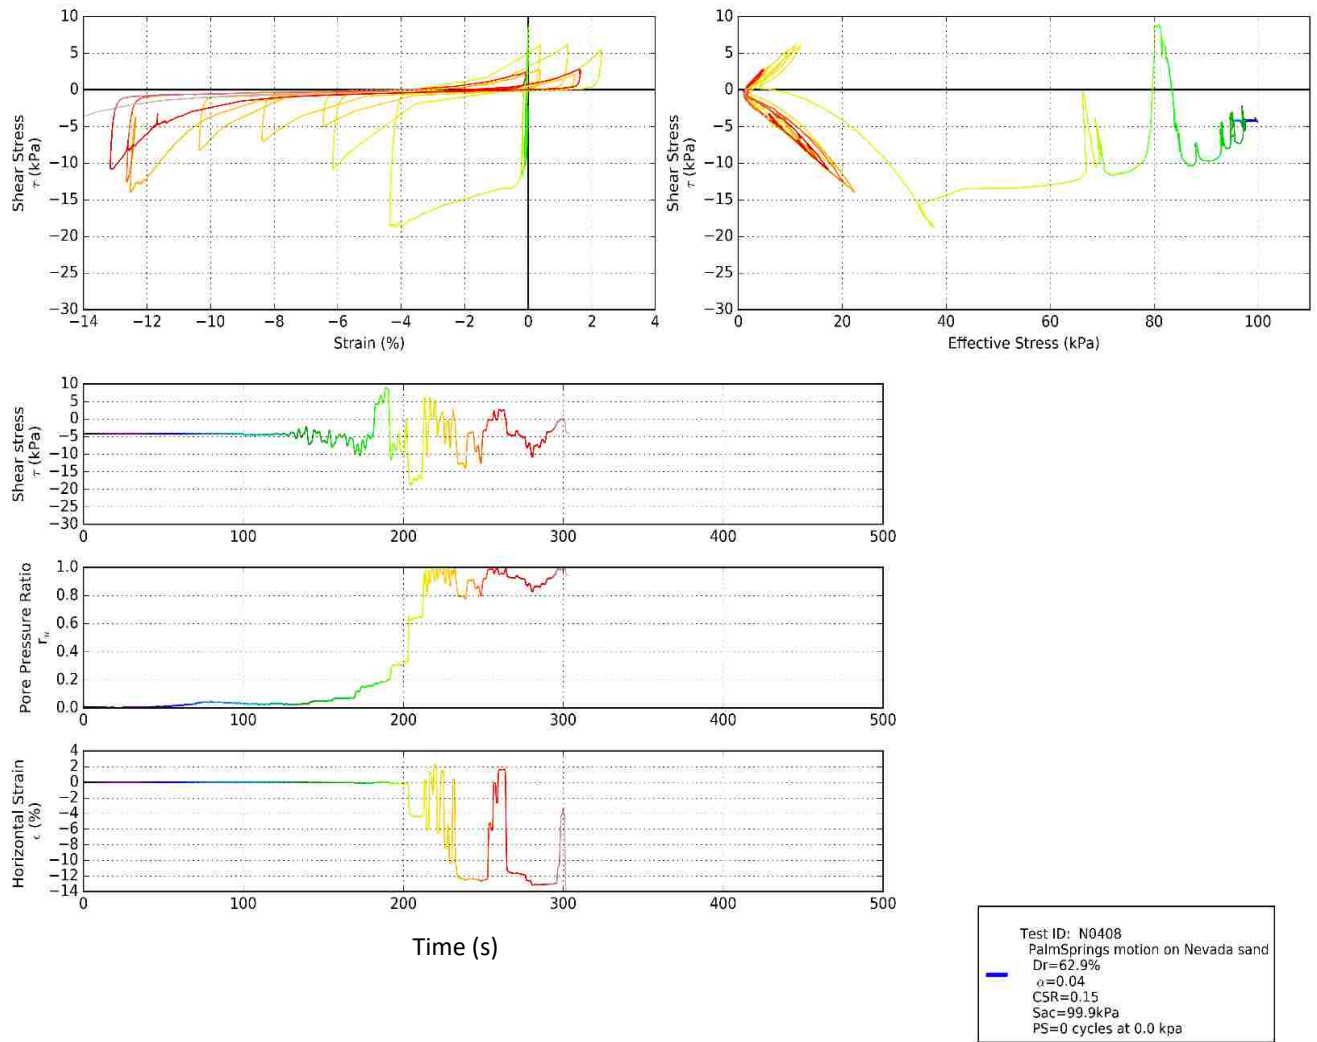 10
5
0
−5
−10
−15
−20
−25
−30
Shear Stress
τ (kPa)
−14 −12 −10 −8 −6 −4 −2 0 2 4
Strain (%)
10
5
0
−5
−10
−15
−20
−25
−30
Shear Stress
τ (kPa)
0 20 40 60 80 100
Effective Stress (kPa)
10
5
0
−5
−10
−15
−20
−25
−30
Shear stress
τ (kPa)
0 100 200 300 400 500
1.0
0.8
0.6
0.4
0.2
0.0
Pore Pressure Ratio
r_u
0 100 200 300 400 500
4
2
0
−2
−4
−6
−8
−10
−12
−14
Horizontal Strain
ϵ (%)
0 100 200 300 400 500
Time (s)
Test ID: N0408
PalmSprings motion on Nevada sand
Dr=62.9%
α=0.04
CSR=0.15
Sac=99.9kPa
PS=0 cycles at 0.0 kpa